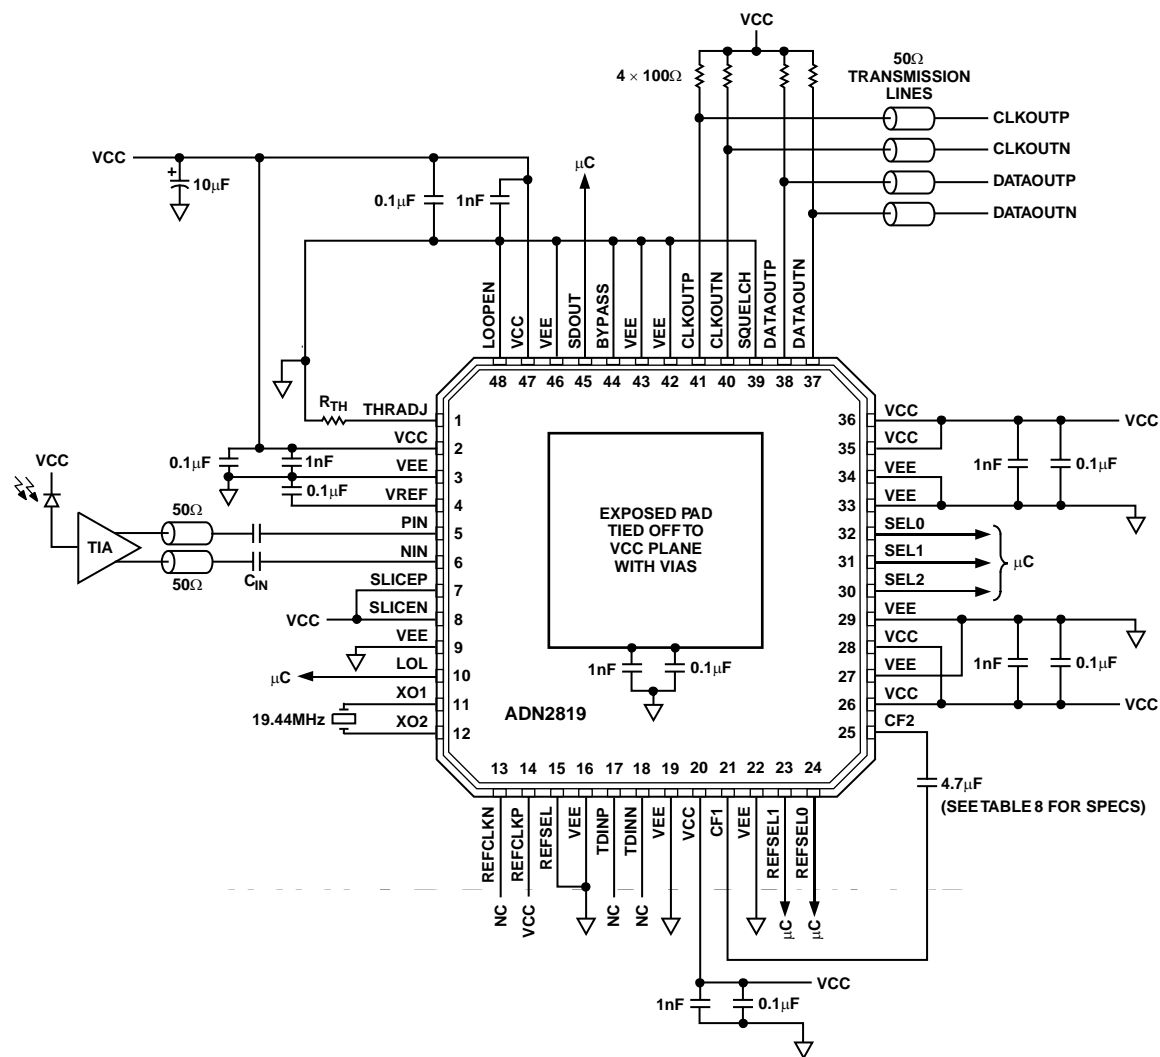 VCC
4 × 100Ω
50Ω
TRANSMISSION
LINES
CLKOUTP
CLKOUTN
DATAOUTP
DATAOUTN
VCC
+
10μF
0.1μF
1nF
μC
LOOPEN
VCC
VEE
SDOUT
BYPASS
VEE
VEE
CLKOUTP
CLKOUTN
SQUELCH
DATAOUTP
DATAOUTN
48 47 46 45 44 43 42 41 40 39 38 37
RTH
THRADJ
1
VCC
2
0.1μF
1nF
VEE
3
0.1μF
VREF
4
VCC
50Ω
PIN
5
TIA
NIN
6
50Ω
CIN
SLICEP
7
VCC
SLICEN
8
VEE
9
μC
LOL
10
XO1
11
19.44MHz
XO2
12
EXPOSED PAD
TIED OFF TO
VCC PLANE
WITH VIAS
1nF
0.1μF
ADN2819
36
VCC
VCC
35
VCC
1nF
0.1μF
34
VEE
33
VEE
32
SEL0
31
SEL1
μC
30
SEL2
29
VEE
28
VCC
1nF
0.1μF
27
VEE
26
VCC
VCC
25
CF2
4.7μF
(SEE TABLE 8 FOR SPECS)
13 14 15 16 17 18 19 20 21 22 23 24
REFCLKN
REFCLKP
REFSEL
VEE
TDINP
TDINN
VEE
VCC
CF1
VEE
REFSEL1
REFSEL0
NC
VCC
NC
NC
μC
μC
VCC
1nF
0.1μF